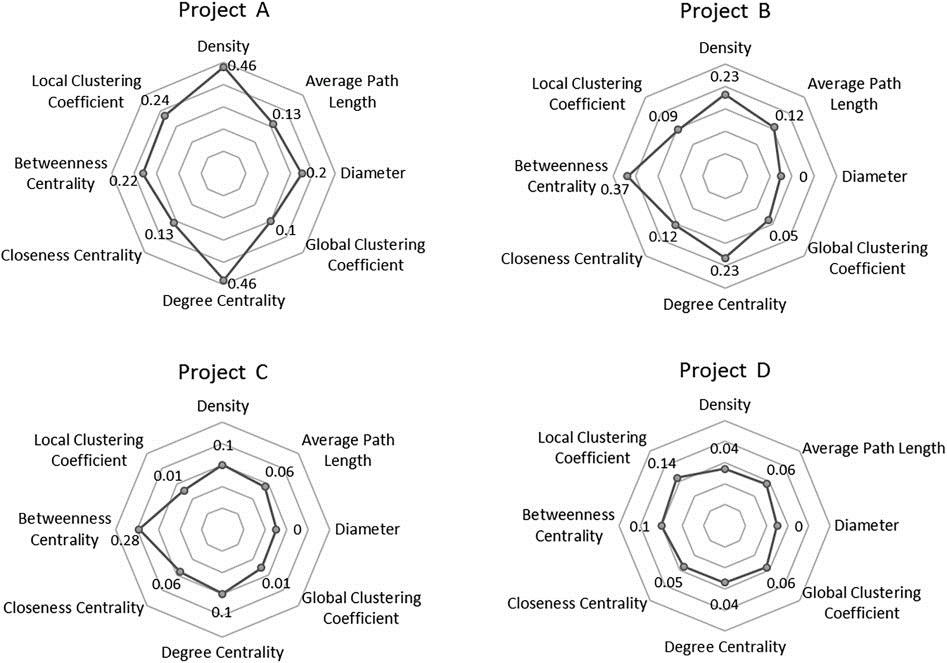 Project A
Density
0.46
Local Clustering
Coefficient
0.24
Average Path
Length
0.13
Betweenness
Centrality
0.22
0.2
Diameter
0.13
Closeness Centrality
0.1
Global Clustering
Coefficient
0.46
Degree Centrality
Project B
Density
0.23
Local Clustering
Coefficient
0.09
Average Path
Length
0.12
Betweenness
Centrality
0.37
0
Diameter
0.12
Closeness Centrality
0.05
Global Clustering
Coefficient
0.23
Degree Centrality
Project C
Density
0.1
Local Clustering
Coefficient
0.01
Average Path
Length
0.06
Betweenness
Centrality
0.28
0
Diameter
0.06
Closeness Centrality
0.01
Global Clustering
Coefficient
0.1
Degree Centrality
Project D
Density
0.04
Local Clustering
Coefficient
0.14
Average Path Length
0.06
Betweenness
Centrality
0.1
0
Diameter
0.05
Closeness Centrality
0.06
Global Clustering
Coefficient
0.04
Degree Centrality